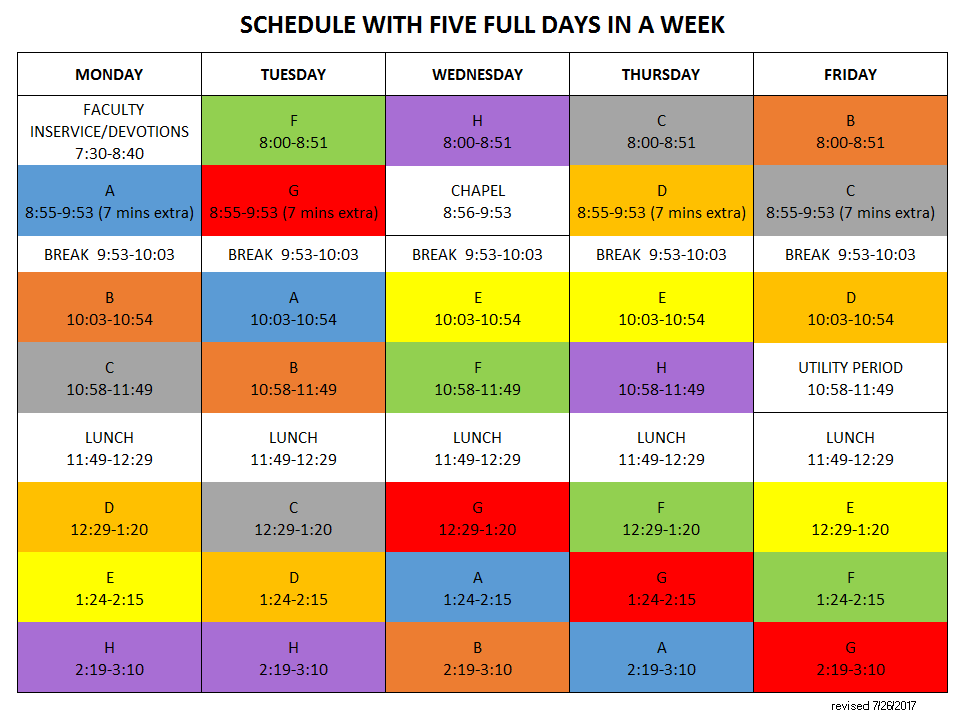 SCHEDULE WITH FIVE FULL DAYS IN A WEEK
MONDAY TUESDAY WEDNESDAY THURSDAY FRIDAY
FACULTY
INSERVICE/DEVOTIONS
7:30-8:40
F
8:00-8:51
H
8:00-8:51
C
8:00-8:51
B
8:00-8:51
A
8:55-9:53 (7 mins extra)
G
8:55-9:53 (7 mins extra)
CHAPEL
8:56-9:53
D
8:55-9:53 (7 mins extra)
C
8:55-9:53 (7 mins extra)
BREAK 9:53-10:03 BREAK 9:53-10:03 BREAK 9:53-10:03 BREAK 9:53-10:03 BREAK 9:53-10:03
B
10:03-10:54
A
10:03-10:54
E
10:03-10:54
E
10:03-10:54
D
10:03-10:54
C
10:58-11:49
B
10:58-11:49
F
10:58-11:49
H
10:58-11:49
UTILITY PERIOD
10:58-11:49
LUNCH
11:49-12:29
LUNCH
11:49-12:29
LUNCH
11:49-12:29
LUNCH
11:49-12:29
LUNCH
11:49-12:29
D
12:29-1:20
C
12:29-1:20
G
12:29-1:20
F
12:29-1:20
E
12:29-1:20
E
1:24-2:15
D
1:24-2:15
A
1:24-2:15
G
1:24-2:15
F
1:24-2:15
H
2:19-3:10
H
2:19-3:10
B
2:19-3:10
A
2:19-3:10
G
2:19-3:10
revised 7/26/2017